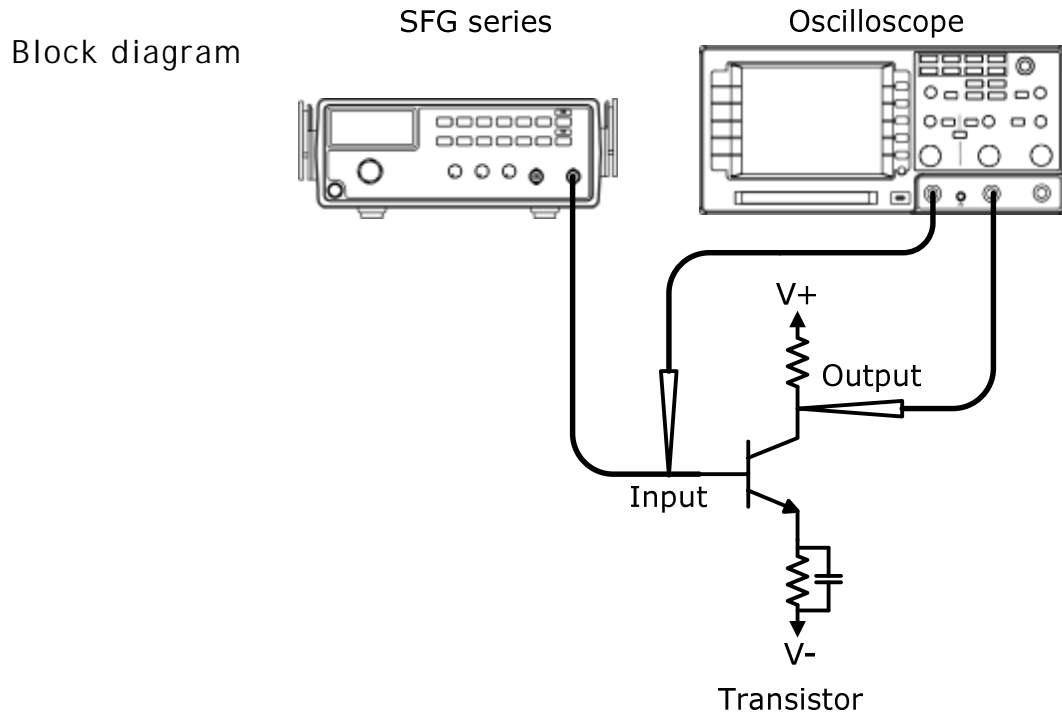 Block diagram
SFG series
Oscilloscope
V+
Output
Input
V-
Transistor